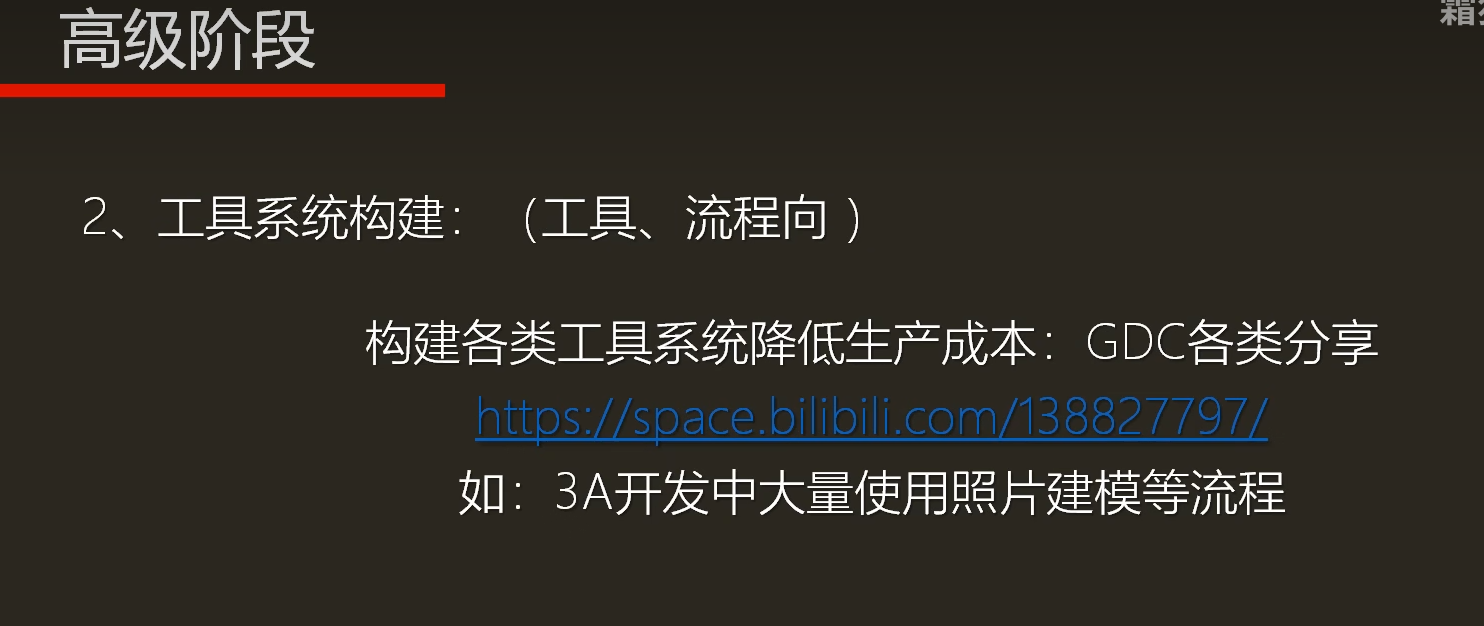 高级阶段
霜
2、工具系统构建：（工具、流程向 ）
构建各类工具系统降低生产成本：GDC各类分享
https://space.bilibili.com/138827797/
如：3A开发中大量使用照片建模等流程